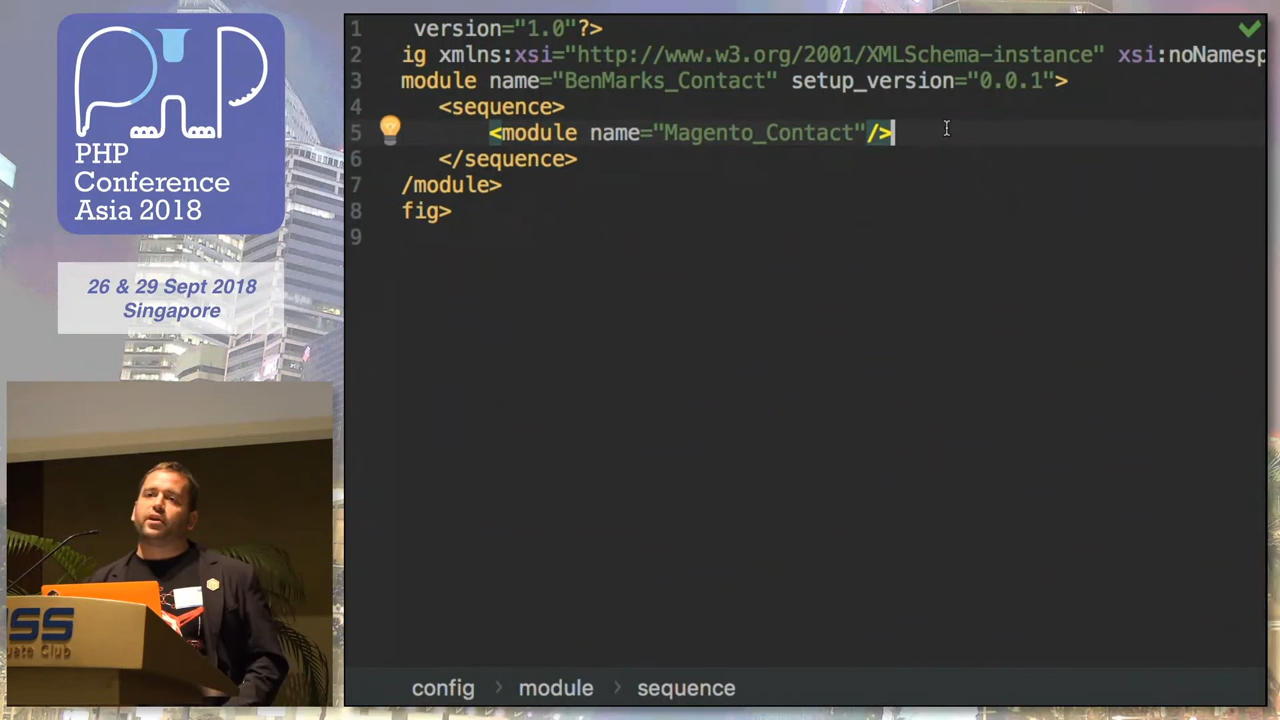 PHP
Conference
Asia 2018
26 & 29 Sept 2018
Singapore
1 version="1.0"?>
2 ig xmlns:xsi="http://www.w3.org/2001/XMLSchema-instance" xsi:noNamesp
3 module name="BenMarks_Contact" setup_version="0.0.1">
4 <sequence>
5 <module name="Magento_Contact"/>
6 </sequence>
7 /module>
8 fig>
9
config > module > sequence
Club